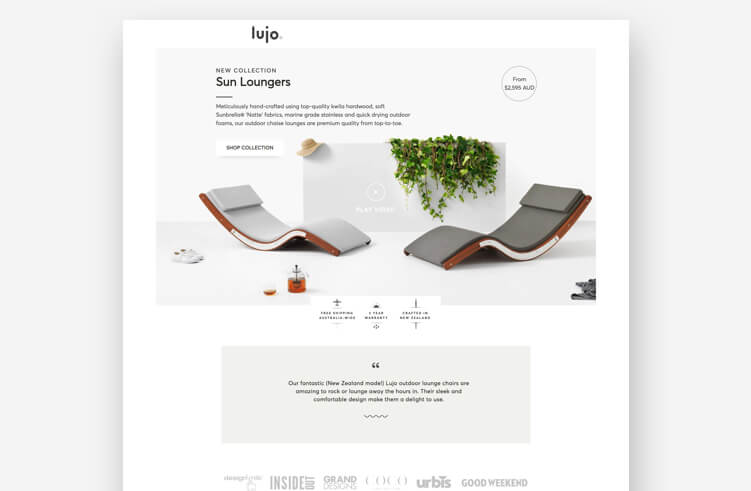 lujo
NEW COLLECTION
Sun Loungers
From
$2,595 AUD
Meticulously hand-crafted using top-quality kwila hardwood, soft
Sunbrella® 'Natte' fabrics, marine grade stainless and quick drying outdoor
foams, our outdoor chaise lounges are premium quality from top-to-toe.
SHOP COLLECTION
PLAY VIDEO
FREE SHIPPING
AUSTRALIA-WIDE
2 YEAR
WARRANTY
CRAFTED IN
NEW ZEALAND
“
Our fantastic (New Zealand made!) Lujo outdoor lounge chairs are
amazing to rock or lounge away the hours in. Their sleek and
comfortable design make them a delight to use.
INSIDE OUT
GRAND
DESIGNS
COCO
urbis
GOOD WEEKEND